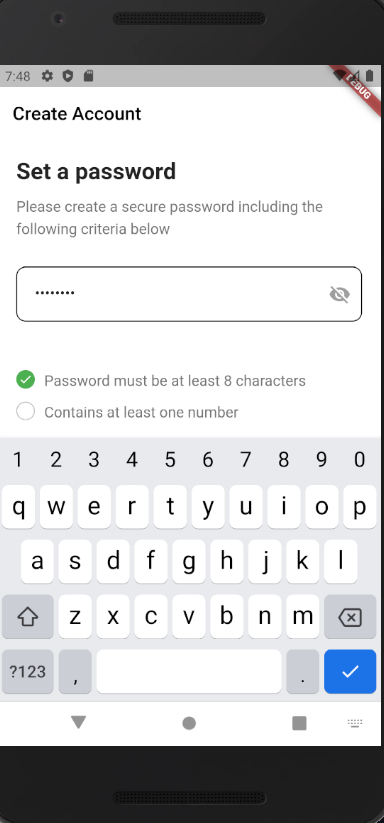 7:48
DEBUG
Create Account
Set a password
Please create a secure password including the
following criteria below
••••••••
Password must be at least 8 characters
Contains at least one number
1 2 3 4 5 6 7 8 9 0
q w e r t y u i o p
a s d f g h j k l
z x c v b n m
?123 , .